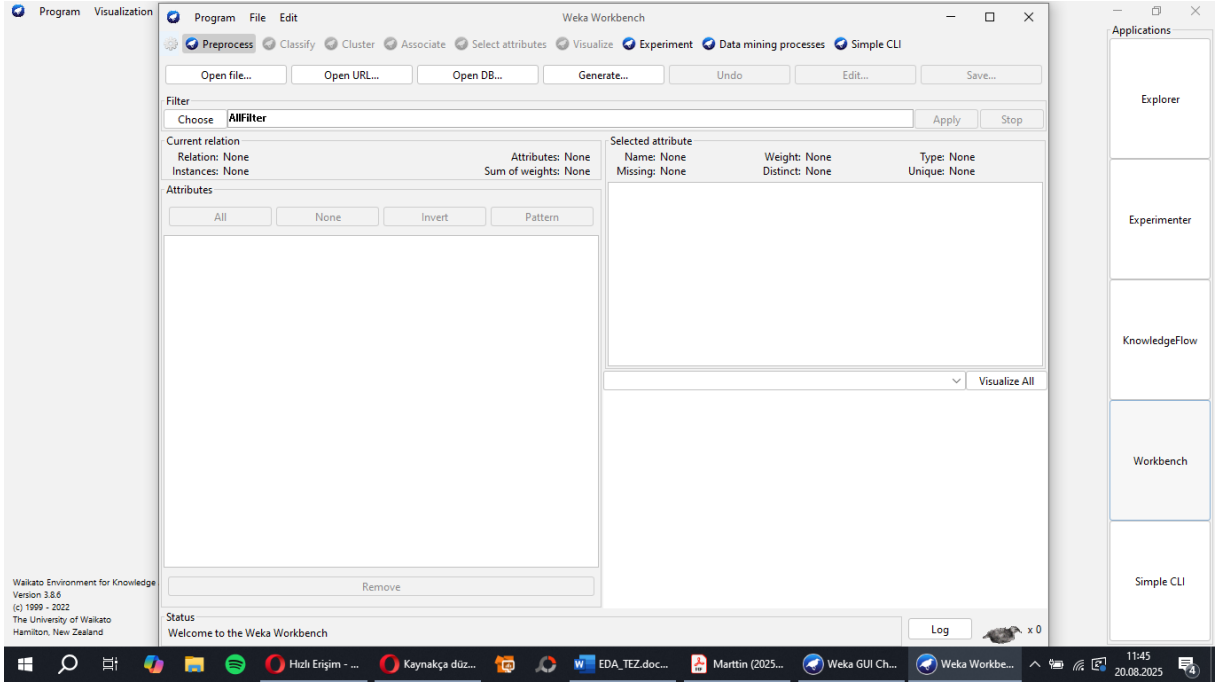 Program Visualization
Program File Edit Weka Workbench
Applications
Preprocess Classify Cluster Associate Select attributes Visualize Experiment Data mining processes Simple CLI
Open file... Open URL... Open DB... Generate... Undo Edit... Save...
Filter
Choose AllFilter Apply Stop
Current relation
Relation: None Attributes: None
Instances: None Sum of weights: None
Selected attribute
Name: None Weight: None Type: None
Missing: None Distinct: None Unique: None
Attributes
All None Invert Pattern
Visualize All
Remove
Status
Welcome to the Weka Workbench
Log x 0
Explorer
Experimenter
KnowledgeFlow
Workbench
Simple CLI
Waikato Environment for Knowledge
Version 3.8.6
(c) 1999 - 2022
The University of Waikato
Hamilton, New Zealand
Hızlı Erişim - ... Kaynakça düz... EDA_TEZ.doc... Marttin (2025... Weka GUI Ch... Weka Workbe... 11:45
20.08.2025 4